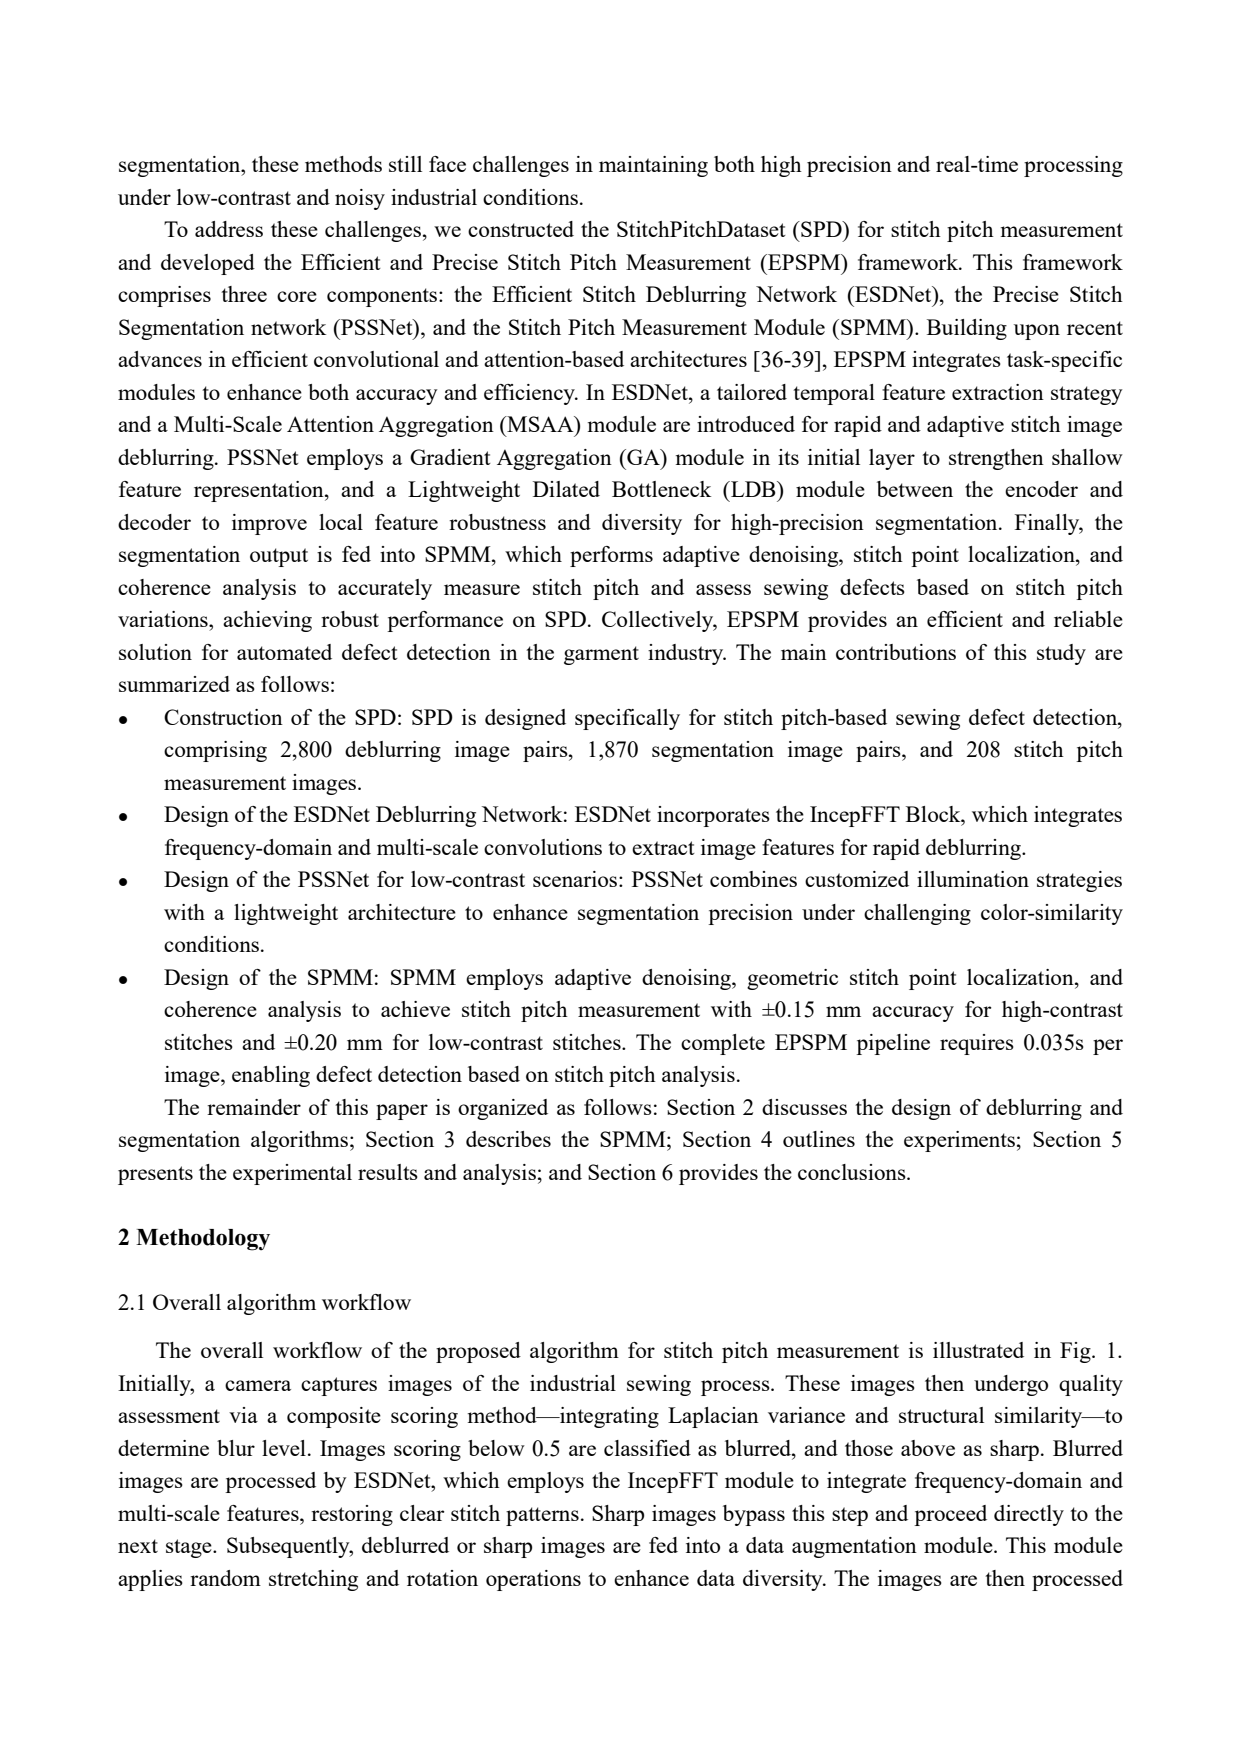 segmentation, these methods still face challenges in maintaining both high precision and real-time processing
under low-contrast and noisy industrial conditions.
To address these challenges, we constructed the StitchPitchDataset (SPD) for stitch pitch measurement
and developed the Efficient and Precise Stitch Pitch Measurement (EPSPM) framework. This framework
comprises three core components: the Efficient Stitch Deblurring Network (ESDNet), the Precise Stitch
Segmentation network (PSSNet), and the Stitch Pitch Measurement Module (SPMM). Building upon recent
advances in efficient convolutional and attention-based architectures [36-39], EPSPM integrates task-specific
modules to enhance both accuracy and efficiency. In ESDNet, a tailored temporal feature extraction strategy
and a Multi-Scale Attention Aggregation (MSAA) module are introduced for rapid and adaptive stitch image
deblurring. PSSNet employs a Gradient Aggregation (GA) module in its initial layer to strengthen shallow
feature representation, and a Lightweight Dilated Bottleneck (LDB) module between the encoder and
decoder to improve local feature robustness and diversity for high-precision segmentation. Finally, the
segmentation output is fed into SPMM, which performs adaptive denoising, stitch point localization, and
coherence analysis to accurately measure stitch pitch and assess sewing defects based on stitch pitch
variations, achieving robust performance on SPD. Collectively, EPSPM provides an efficient and reliable
solution for automated defect detection in the garment industry. The main contributions of this study are
summarized as follows:
● Construction of the SPD: SPD is designed specifically for stitch pitch-based sewing defect detection,
comprising 2,800 deblurring image pairs, 1,870 segmentation image pairs, and 208 stitch pitch
measurement images.
● Design of the ESDNet Deblurring Network: ESDNet incorporates the IncepFFT Block, which integrates
frequency-domain and multi-scale convolutions to extract image features for rapid deblurring.
● Design of the PSSNet for low-contrast scenarios: PSSNet combines customized illumination strategies
with a lightweight architecture to enhance segmentation precision under challenging color-similarity
conditions.
● Design of the SPMM: SPMM employs adaptive denoising, geometric stitch point localization, and
coherence analysis to achieve stitch pitch measurement with ±0.15 mm accuracy for high-contrast
stitches and ±0.20 mm for low-contrast stitches. The complete EPSPM pipeline requires 0.035s per
image, enabling defect detection based on stitch pitch analysis.
The remainder of this paper is organized as follows: Section 2 discusses the design of deblurring and
segmentation algorithms; Section 3 describes the SPMM; Section 4 outlines the experiments; Section 5
presents the experimental results and analysis; and Section 6 provides the conclusions.
2 Methodology
2.1 Overall algorithm workflow
The overall workflow of the proposed algorithm for stitch pitch measurement is illustrated in Fig. 1.
Initially, a camera captures images of the industrial sewing process. These images then undergo quality
assessment via a composite scoring method—integrating Laplacian variance and structural similarity—to
determine blur level. Images scoring below 0.5 are classified as blurred, and those above as sharp. Blurred
images are processed by ESDNet, which employs the IncepFFT module to integrate frequency-domain and
multi-scale features, restoring clear stitch patterns. Sharp images bypass this step and proceed directly to the
next stage. Subsequently, deblurred or sharp images are fed into a data augmentation module. This module
applies random stretching and rotation operations to enhance data diversity. The images are then processed